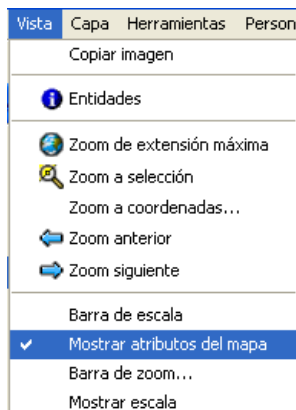 Vista Capa Herramientas Person
Copiar imagen
Entidades
Zoom de extensión máxima
Zoom a selección
Zoom a coordenadas...
Zoom anterior
Zoom siguiente
Barra de escala
Mostrar atributos del mapa
Barra de zoom...
Mostrar escala